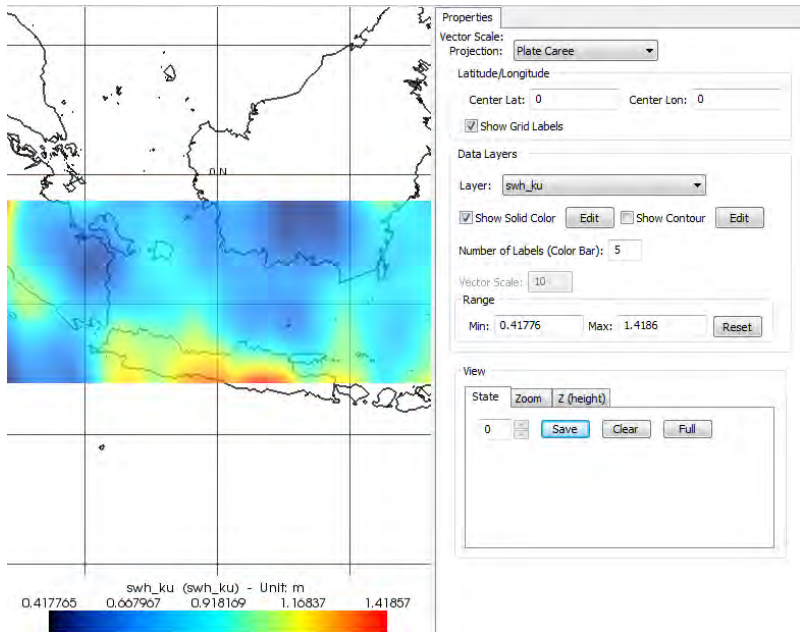 0 N
swh_ku (swh_ku) - Unit: m
0.417765 0.667967 0.918169 1.16837 1.41857
Properties
Vector Scale:
Projection: Plate Caree
Latitude/Longitude
Center Lat: 0 Center Lon: 0
Show Grid Labels
Data Layers
Layer: swh_ku
Show Solid Color Edit Show Contour Edit
Number of Labels (Color Bar): 5
Vector Scale: 10
Range
Min: 0.41776 Max: 1.4186 Reset
View
State Zoom Z (height)
0 Save Clear Full